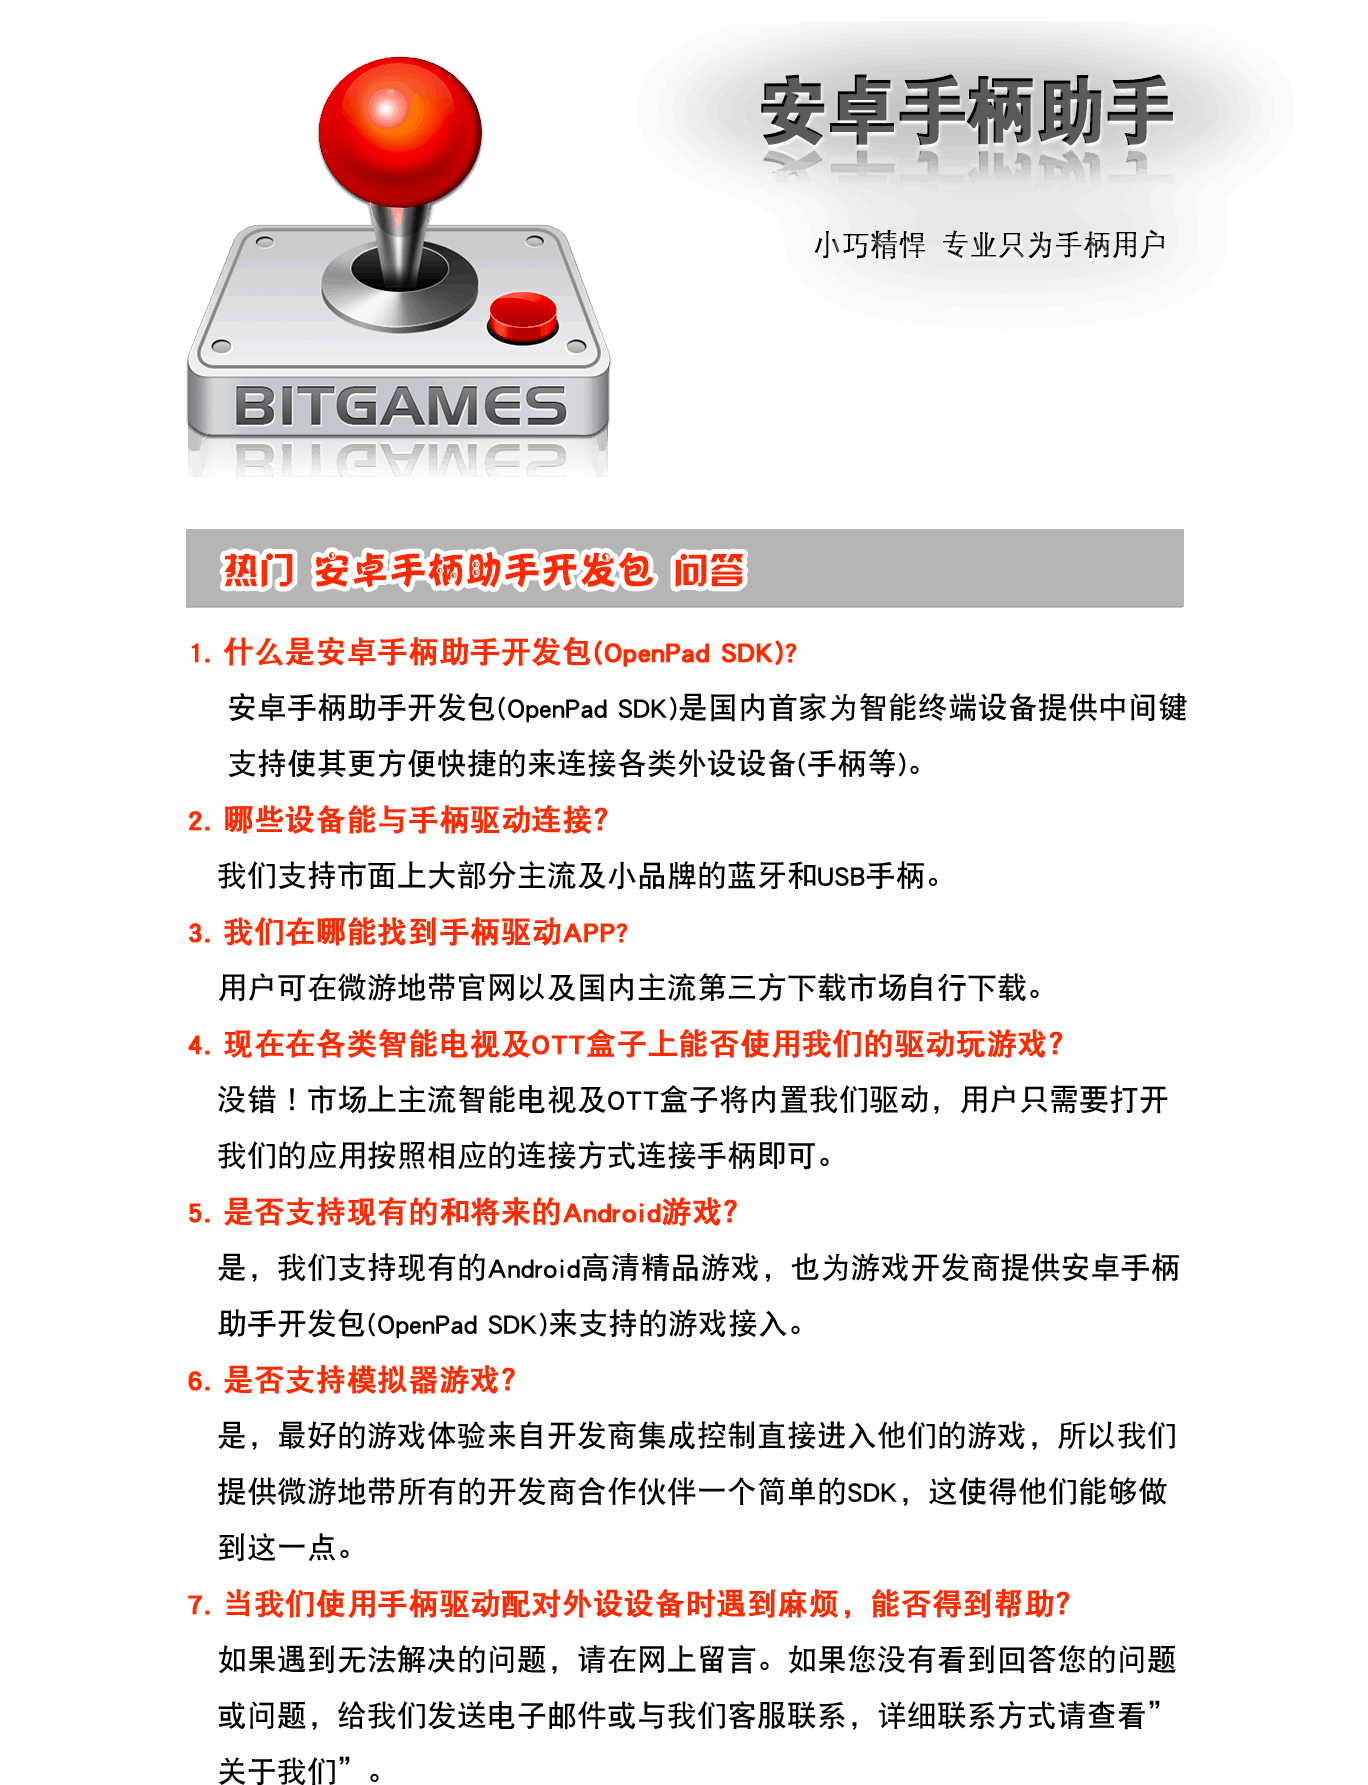 安卓手柄助手
小巧精悍 专业只为手柄用户
BITGAMES
热门 安卓手柄助手开发包 问答
1. 什么是安卓手柄助手开发包(OpenPad SDK)?
安卓手柄助手开发包(OpenPad SDK)是国内首家为智能终端设备提供中间键
支持使其更方便快捷的来连接各类外设设备(手柄等)。
2. 哪些设备能与手柄驱动连接?
我们支持市面上大部分主流及小品牌的蓝牙和USB手柄。
3. 我们在哪能找到手柄驱动APP?
用户可在微游地带官网以及国内主流第三方下载市场自行下载。
4. 现在在各类智能电视及OTT盒子上能否使用我们的驱动玩游戏?
没错！市场上主流智能电视及OTT盒子将内置我们驱动，用户只需要打开
我们的应用按照相应的连接方式连接手柄即可。
5. 是否支持现有的和将来的Android游戏?
是，我们支持现有的Android高清精品游戏，也为游戏开发商提供安卓手柄
助手开发包(OpenPad SDK)来支持的游戏接入。
6. 是否支持模拟器游戏?
是，最好的游戏体验来自开发商集成控制直接进入他们的游戏，所以我们
提供微游地带所有的开发商合作伙伴一个简单的SDK，这使得他们能够做
到这一点。
7. 当我们使用手柄驱动配对外设设备时遇到麻烦，能否得到帮助?
如果遇到无法解决的问题，请在网上留言。如果您没有看到回答您的问题
或问题，给我们发送电子邮件或与我们客服联系，详细联系方式请查看”
关于我们”。